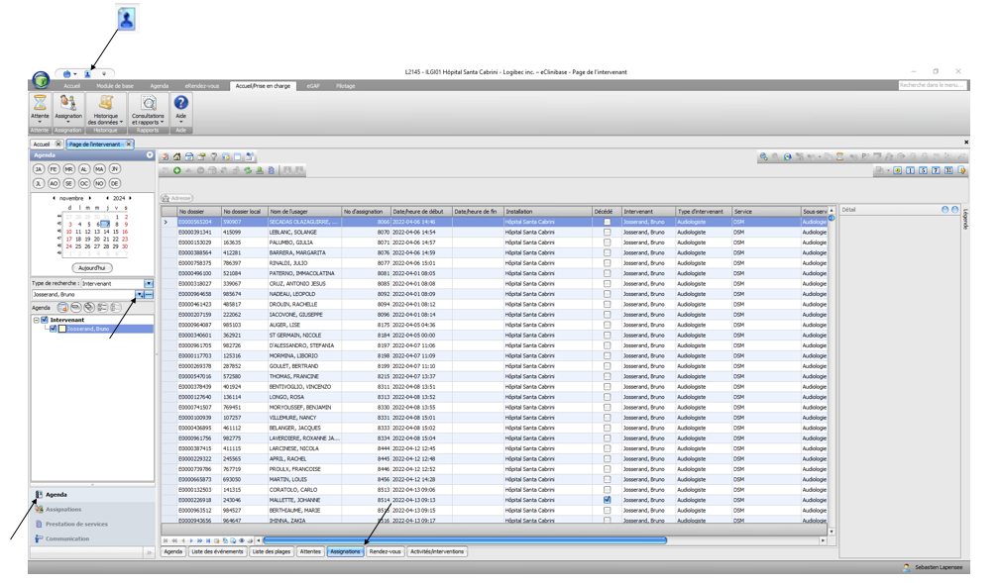 L2145 - ILGI01 Hôpital Santa Cabrini - Logibec inc. – eClinibase - Page de l'intervenant
Accueil Module de base Agenda eRendez-vous Accueil/Prise en charge eGAP Pilotage Recherche dans le menu...
Attente Assignation Historique des données Consultations et rapports Aide
Attente Assignation Historique Rapports Aide
Accueil Page de l'intervenant
Agenda
JA FE MR AL MA JN
JL AO SE OC NO DE
novembre 2024
d l m m j v s
27 28 29 30 31 1 2
3 4 5 6 7 8 9
10 11 12 13 14 15 16
17 18 19 20 21 22 23
24 25 26 27 28 29 30
1 2 3 4 5 6 7
Aujourd'hui
Type de recherche : Intervenant
Josserand, Bruno
Agenda
Intervenant
Josserand, Bruno
Agenda
Assignations
Prestation de services
Communication
Adresse
No dossier No dossier local Nom de l'usager No d'assignation Date/heure de début Date/heure de fin Installation Décédé Intervenant Type d'intervenant Service Sous-serv
E0000565204 590907 SECADAS OLAZAGUERRE, ... 8066 2022-04-06 14:46 Hôpital Santa Cabrini Josserand, Bruno Audiologiste DSM Audiologie
E0000391341 415099 LEBLANC, SOLANGE 8070 2022-04-06 14:54 Hôpital Santa Cabrini Josserand, Bruno Audiologiste DSM Audiologie
E0000153029 163635 PALUMBO, GIULIA 8071 2022-04-06 14:57 Hôpital Santa Cabrini Josserand, Bruno Audiologiste DSM Audiologie
E0000388564 412281 BARRERA, MARGARITA 8076 2022-04-06 14:59 Hôpital Santa Cabrini Josserand, Bruno Audiologiste DSM Audiologie
E0000758375 786397 RINALDI, JULIO 8077 2022-04-06 15:01 Hôpital Santa Cabrini Josserand, Bruno Audiologiste DSM Audiologie
E0000496100 521084 PATERNO, IMMACOLATINA 8081 2022-04-01 08:05 Hôpital Santa Cabrini Josserand, Bruno Audiologiste DSM Audiologie
E0000318027 339067 CRUZ, ANTONIO JESUS 8085 2022-04-01 08:08 Hôpital Santa Cabrini Josserand, Bruno Audiologiste DSM Audiologie
E0000964658 985674 NADEAU, LEOPOLD 8092 2022-04-01 08:09 Hôpital Santa Cabrini Josserand, Bruno Audiologiste DSM Audiologie
E0000461423 485817 DROUIN, RACHELLE 8094 2022-04-01 08:12 Hôpital Santa Cabrini Josserand, Bruno Audiologiste DSM Audiologie
E0000207159 222062 IACOVONE, GIUSEPPE 8096 2022-04-01 08:14 Hôpital Santa Cabrini Josserand, Bruno Audiologiste DSM Audiologie
E0000964087 985103 AUGER, LISE 8175 2022-04-05 04:36 Hôpital Santa Cabrini Josserand, Bruno Audiologiste DSM Audiologie
E0000340601 362921 ST GERMAIN, NICOLE 8184 2022-04-05 00:00 Hôpital Santa Cabrini Josserand, Bruno Audiologiste DSM Audiologie
E0000961705 982726 D'ALESSANDRO, STEFANIA 8197 2022-04-07 11:06 Hôpital Santa Cabrini Josserand, Bruno Audiologiste DSM Audiologie
E0000117703 125316 MORMINA, LIBORIO 8198 2022-04-07 11:09 Hôpital Santa Cabrini Josserand, Bruno Audiologiste DSM Audiologie
E0000269378 287852 GOULET, BERTRAND 8199 2022-04-07 11:10 Hôpital Santa Cabrini Josserand, Bruno Audiologiste DSM Audiologie
E0000547016 572580 THOMAS, FRANCINE 8215 2022-04-07 13:37 Hôpital Santa Cabrini Josserand, Bruno Audiologiste DSM Audiologie
E0000378439 401924 BENTIVOGLIO, VINCENZO 8311 2022-04-08 13:51 Hôpital Santa Cabrini Josserand, Bruno Audiologiste DSM Audiologie
E0000127640 136114 LONGO, ROSA 8313 2022-04-08 13:52 Hôpital Santa Cabrini Josserand, Bruno Audiologiste DSM Audiologie
E0000741507 769451 MORYOUSSEF, BENJAMIN 8330 2022-04-08 13:55 Hôpital Santa Cabrini Josserand, Bruno Audiologiste DSM Audiologie
E0000100939 107257 VILLEMURE, NANCY 8331 2022-04-08 15:01 Hôpital Santa Cabrini Josserand, Bruno Audiologiste DSM Audiologie
E0000436895 461112 BELANGER, JACQUES 8333 2022-04-08 15:02 Hôpital Santa Cabrini Josserand, Bruno Audiologiste DSM Audiologie
E0000961756 982775 LAVERDIERE, ROXANNE JA... 8334 2022-04-08 15:04 Hôpital Santa Cabrini Josserand, Bruno Audiologiste DSM Audiologie
E0000387415 411115 LARCINESE, NICOLA 8444 2022-04-12 12:45 Hôpital Santa Cabrini Josserand, Bruno Audiologiste DSM Audiologie
E0000229322 245565 APRIL, RACHEL 8445 2022-04-12 12:48 Hôpital Santa Cabrini Josserand, Bruno Audiologiste DSM Audiologie
E0000739786 767719 PROULX, FRANCOISE 8446 2022-04-12 12:52 Hôpital Santa Cabrini Josserand, Bruno Audiologiste DSM Audiologie
E0000665873 693050 MARTIN, LOUIS 8456 2022-04-12 14:28 Hôpital Santa Cabrini Josserand, Bruno Audiologiste DSM Audiologie
E0000132503 141315 CORATOLO, CARLO 8513 2022-04-13 09:06 Hôpital Santa Cabrini Josserand, Bruno Audiologiste DSM Audiologie
E0000226918 243046 MALLETTE, JOHANNE 8514 2022-04-13 09:13 Hôpital Santa Cabrini Josserand, Bruno Audiologiste DSM Audiologie
E0000963512 984527 BERTHIAUME, MARIE 2022-04-13 09:15 Hôpital Santa Cabrini Josserand, Bruno Audiologiste DSM Audiologie
E0000943656 964647 IHINNA, ZAKIA 8516 2022-04-13 09:17 Hôpital Santa Cabrini Josserand, Bruno Audiologiste DSM Audiologie
Agenda Liste des événements Liste des plages Attentes Assignations Rendez-vous Activités/interventions
Détail
Légende
Sebastien Lapensee